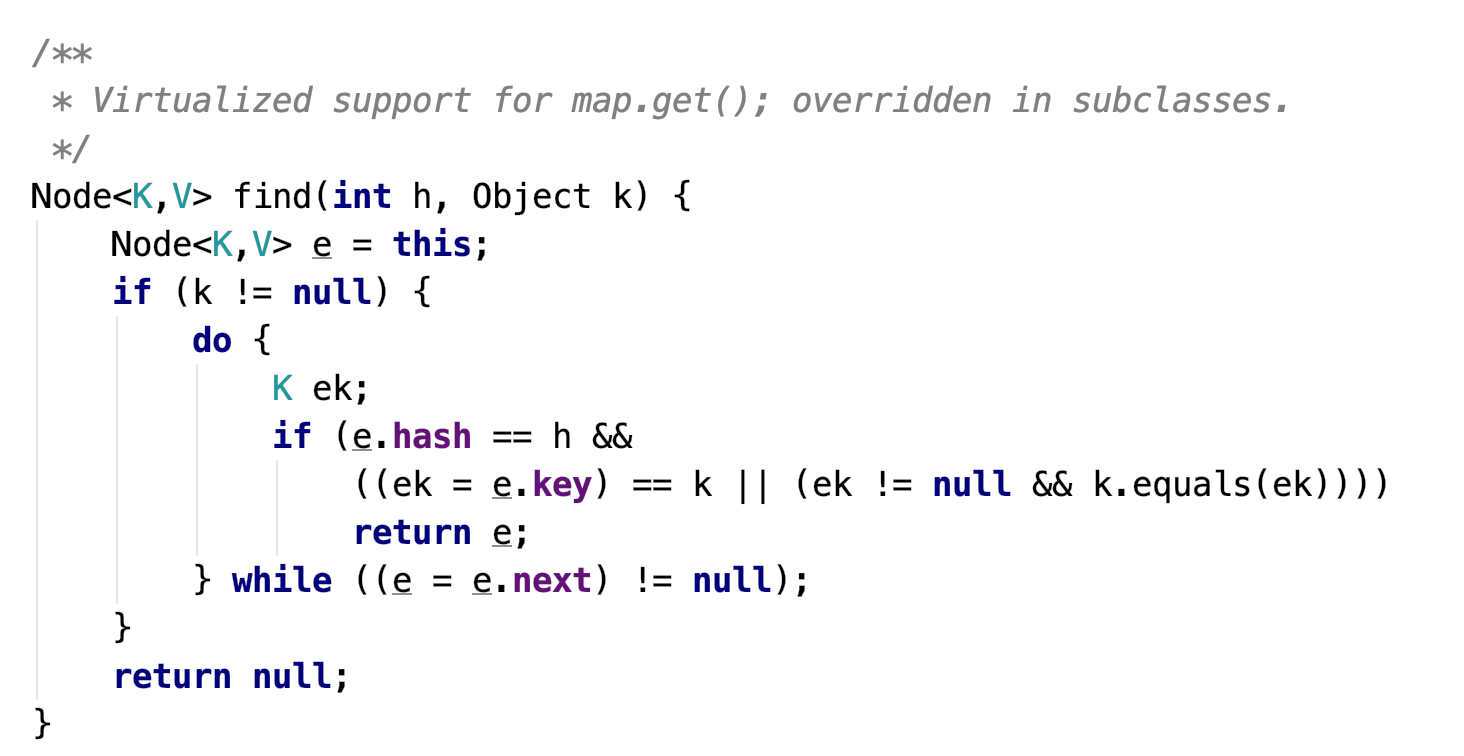 /**
 * Virtualized support for map.get(); overridden in subclasses.
 */
Node<K,V> find(int h, Object k) {
    Node<K,V> e = this;
    if (k != null) {
        do {
            K ek;
            if (e.hash == h &&
                ((ek = e.key) == k || (ek != null && k.equals(ek))))
                return e;
        } while ((e = e.next) != null);
    }
    return null;
}